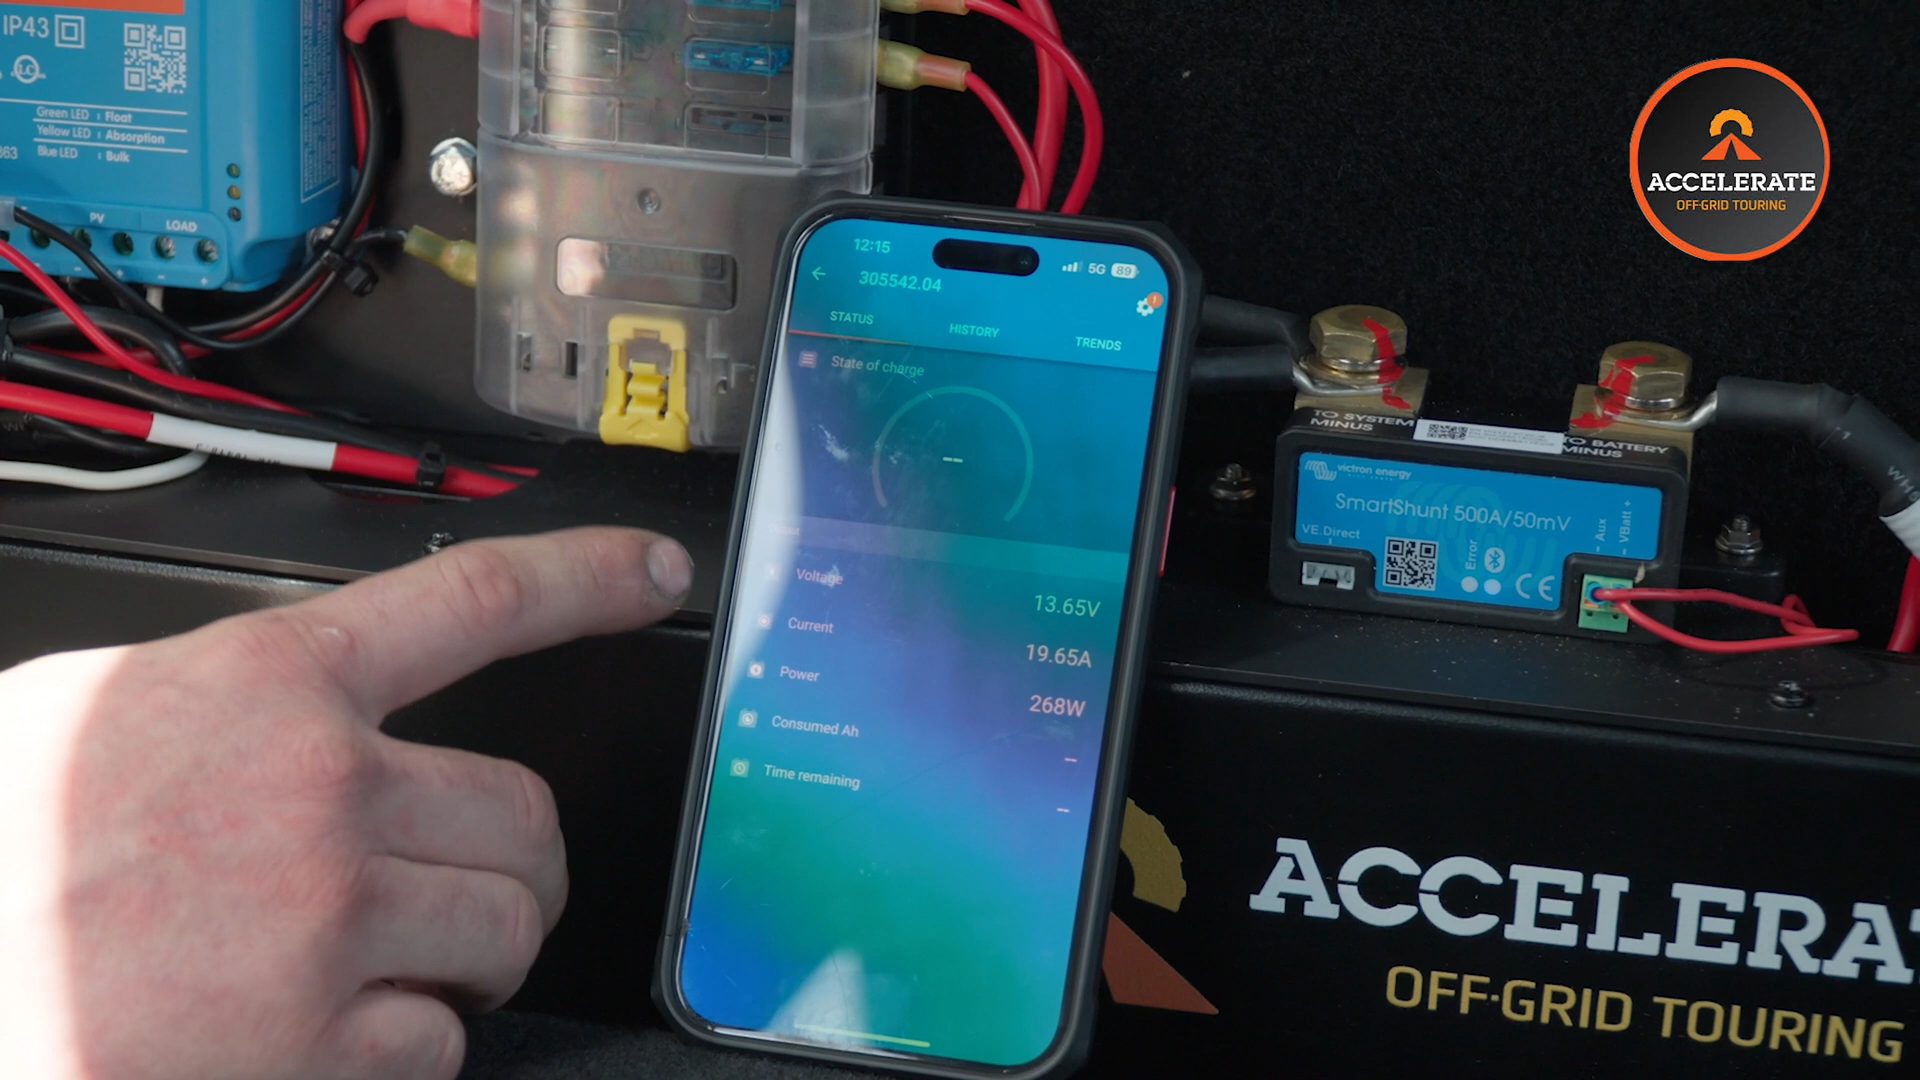 IP43
Green LED : Float
Yellow LED : Absorption
Blue LED : Bulk
PV
LOAD
12:15
5G
89
305542.04
1
STATUS
HISTORY
TRENDS
State of charge
--
Voltage
13.65V
Current
19.65A
Power
268W
Consumed Ah
--
Time remaining
--
ACCELERATE
OFF-GRID TOURING
TO SYSTEM
MINUS
TO BATTERY
MINUS
victron energy
SmartShunt 500A/50mV
VE.Direct
Error
CE
Aux
VBatt +
ACCELERA
OFF-GRID TOURING